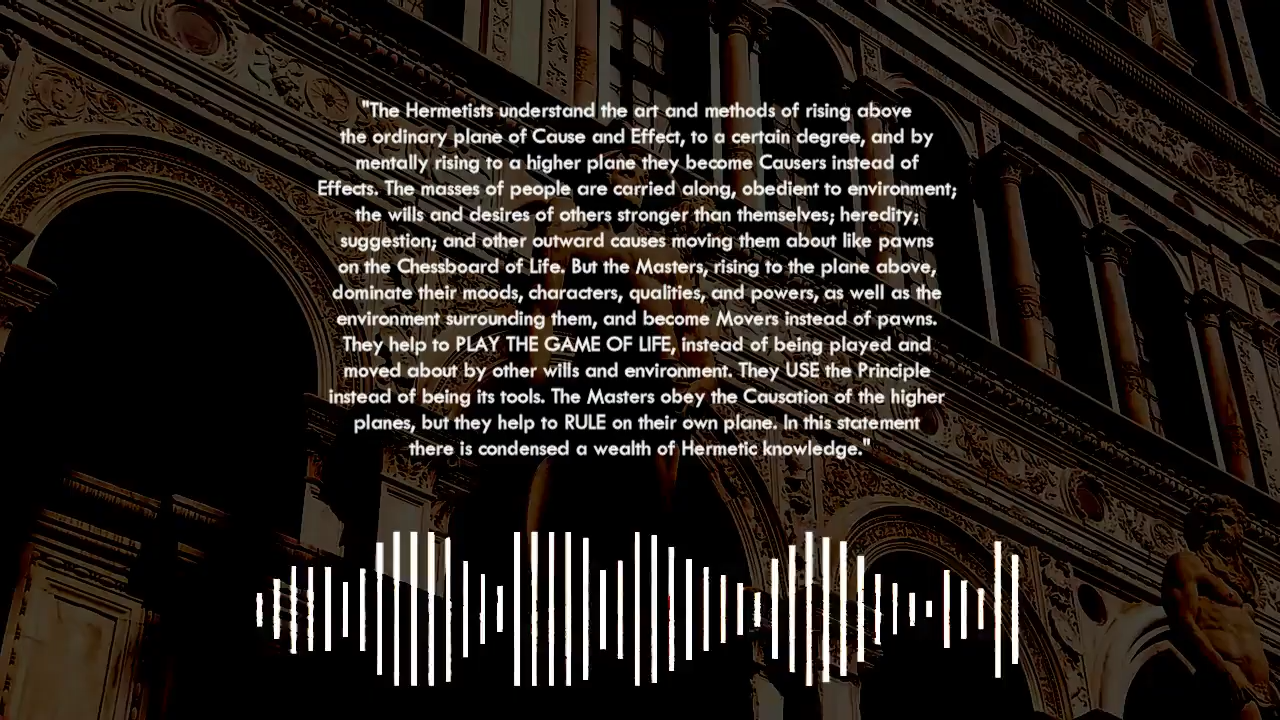 "The Hermetists understand the art and methods of rising above
the ordinary plane of Cause and Effect, to a certain degree, and by
mentally rising to a higher plane they become Causers instead of
Effects. The masses of people are carried along, obedient to environment;
the wills and desires of others stronger than themselves; heredity;
suggestion; and other outward causes moving them about like pawns
on the Chessboard of Life. But the Masters, rising to the plane above,
dominate their moods, characters, qualities, and powers, as well as the
environment surrounding them, and become Movers instead of pawns.
They help to PLAY THE GAME OF LIFE, instead of being played and
moved about by other wills and environment. They USE the Principle
instead of being its tools. The Masters obey the Causation of the higher
planes, but they help to RULE on their own plane. In this statement
there is condensed a wealth of Hermetic knowledge."